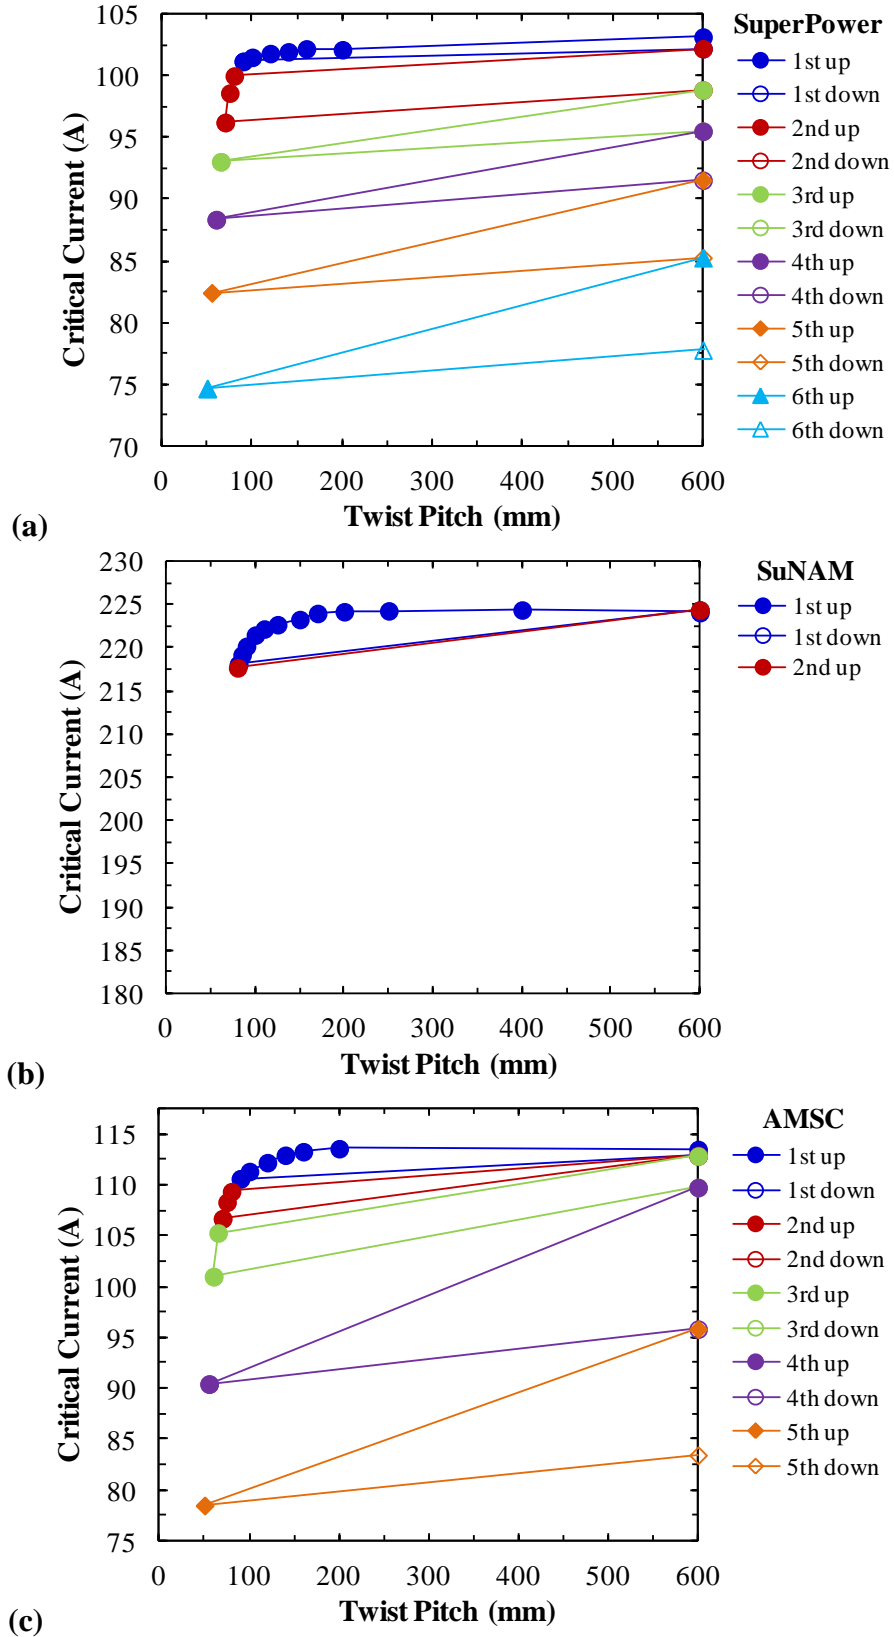 SuperPower
105
100
95
90
85
80
75
70
Critical Current (A)
0 100 200 300 400 500 600
Twist Pitch (mm)
1st up
1st down
2nd up
2nd down
3rd up
3rd down
4th up
4th down
5th up
5th down
6th up
6th down
(a)
SuNAM
230
225
220
215
210
205
200
195
190
185
180
Critical Current (A)
0 100 200 300 400 500 600
Twist Pitch (mm)
1st up
1st down
2nd up
(b)
AMSC
115
110
105
100
95
90
85
80
75
Critical Current (A)
0 100 200 300 400 500 600
Twist Pitch (mm)
1st up
1st down
2nd up
2nd down
3rd up
3rd down
4th up
4th down
5th up
5th down
(c)